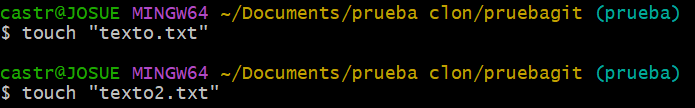 castr@JOSUE MINGW64 ~/Documents/prueba clon/pruebagit (prueba)
$ touch "texto.txt"
castr@JOSUE MINGW64 ~/Documents/prueba clon/pruebagit (prueba)
$ touch "texto2.txt"